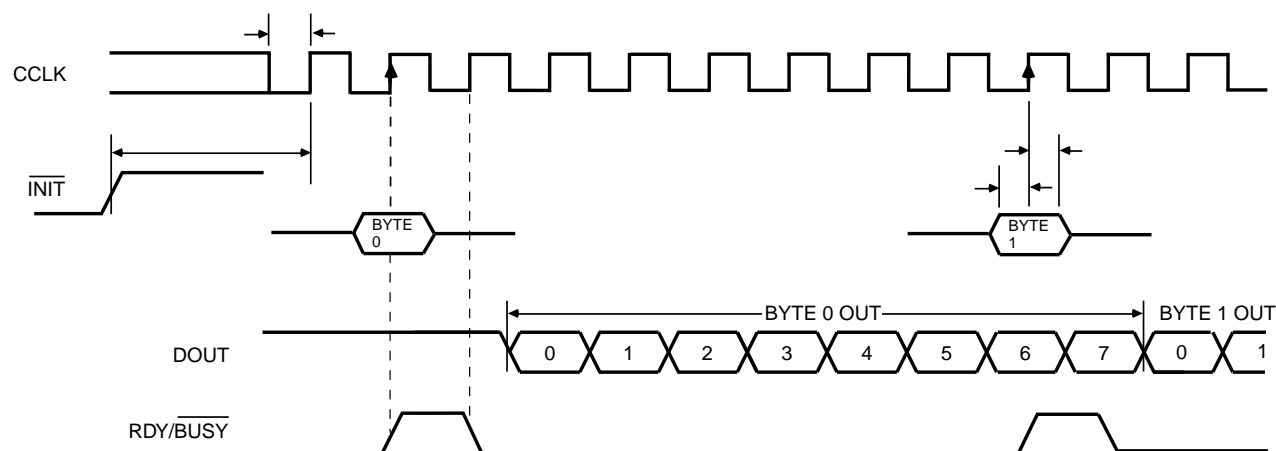 CCLK
INIT
BYTE
0
BYTE
1
BYTE 0 OUT
BYTE 1 OUT
DOUT
0 1 2 3 4 5 6 7 0 1
RDY/BUSY